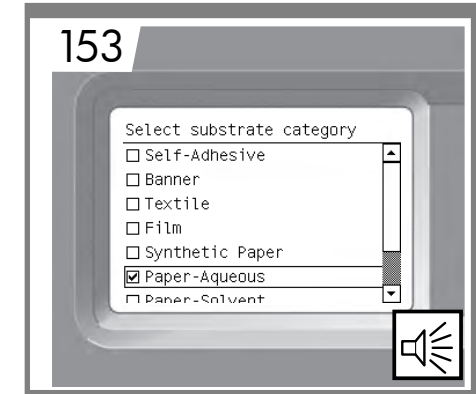 153
Select substrate category
Self-Adhesive
Banner
Textile
Film
Synthetic Paper
Paper-Aqueous
Paper-Solvent